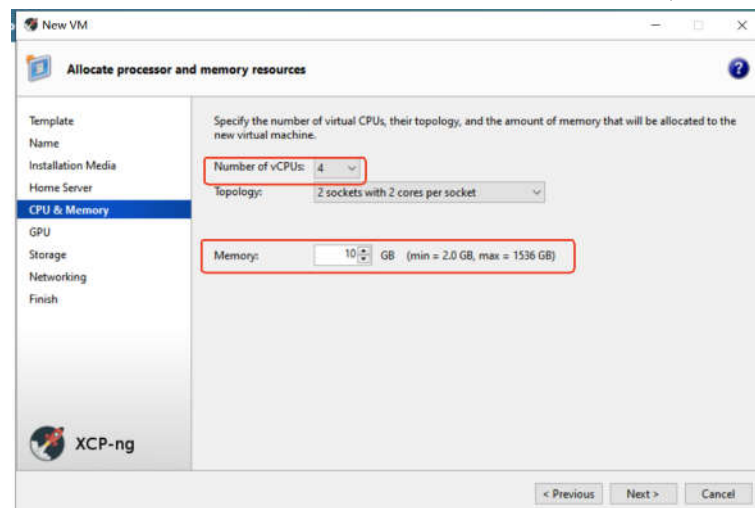 New VM
Allocate processor and memory resources
?
Template
Name
Installation Media
Home Server
CPU & Memory
GPU
Storage
Networking
Finish
Specify the number of virtual CPUs, their topology, and the amount of memory that will be allocated to the
new virtual machine.
Number of vCPUs: 4
Topology: 2 sockets with 2 cores per socket
Memory: 10 GB (min = 2.0 GB, max = 1536 GB)
XCP-ng
< Previous Next > Cancel